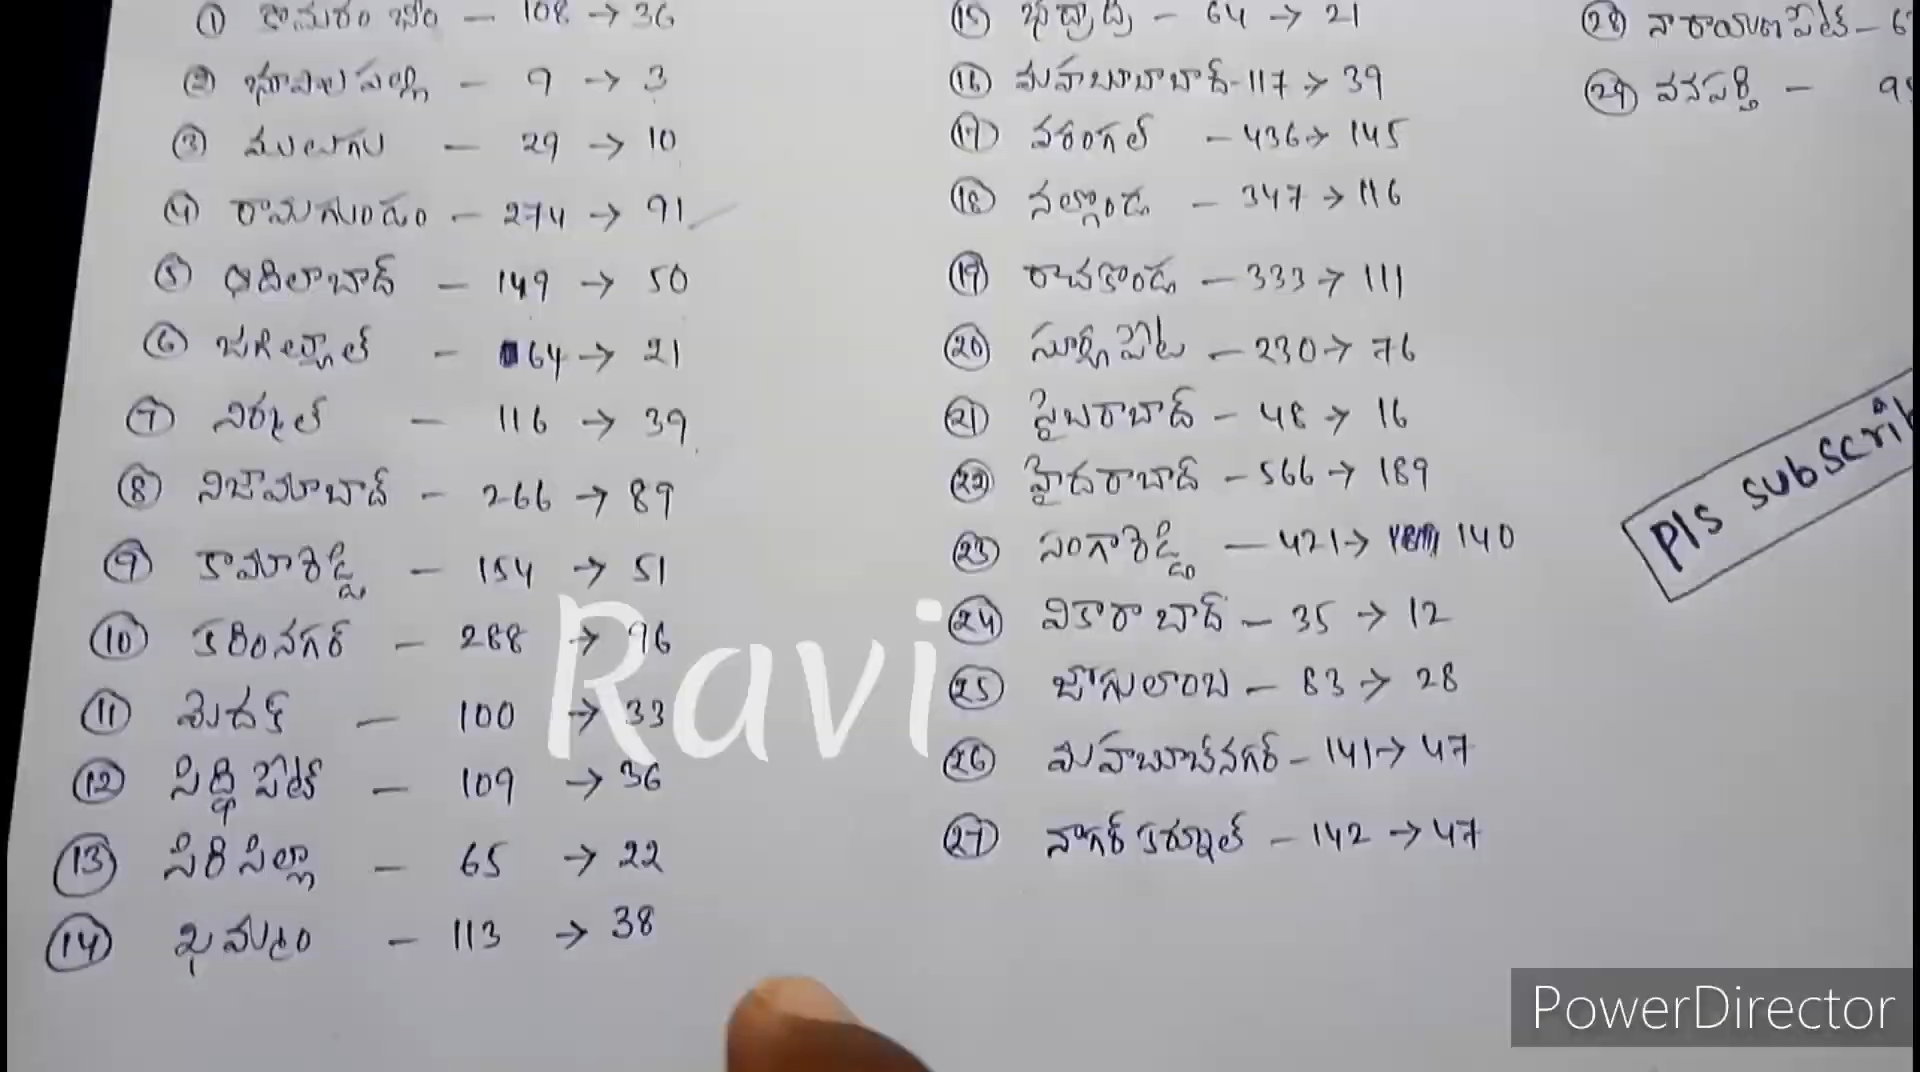 ① కొమురం భీం – 108 → 36
② భూపాలపల్లి – 9 → 3
③ ములుగు – 29 → 10
④ రామగుండం – 274 → 91
⑤ ఆదిలాబాద్ – 149 → 50
⑥ జగిత్యాల్ – 64 → 21
⑦ నిర్మల్ – 116 → 39
⑧ నిజామాబాద్ – 266 → 89
⑨ కామారెడ్డి – 154 → 51
⑩ కరీంనగర్ – 288 → 96
⑪ మెదక్ – 100 → 33
⑫ సిద్దిపేట్ – 109 → 36
⑬ సిరిసిల్లా – 65 → 22
⑭ ఖమ్మం – 113 → 38
⑮ భద్రాద్రి – 64 → 21
⑯ మహబూబాబాద్ - 117 → 39
⑰ వరంగల్ – 436 → 145
⑱ నల్గొండ – 347 → 116
⑲ రాచకొండ – 333 → 111
⑳ సూర్యాపేట – 230 → 76
㉑ సైబరాబాద్ – 48 → 16
㉒ హైదరాబాద్ – 566 → 189
㉓ సంగారెడ్డి – 421 → 140
㉔ వికారాబాద్ – 35 → 12
㉕ జోగులాంబ – 83 → 28
㉖ మహబూబ్‌నగర్ – 141 → 47
㉗ నాగర్ కర్నూల్ – 142 → 47
㉘ నారాయణపేట్ –
㉙ వనపర్తి –
Pls subscrib
Ravi
PowerDirector